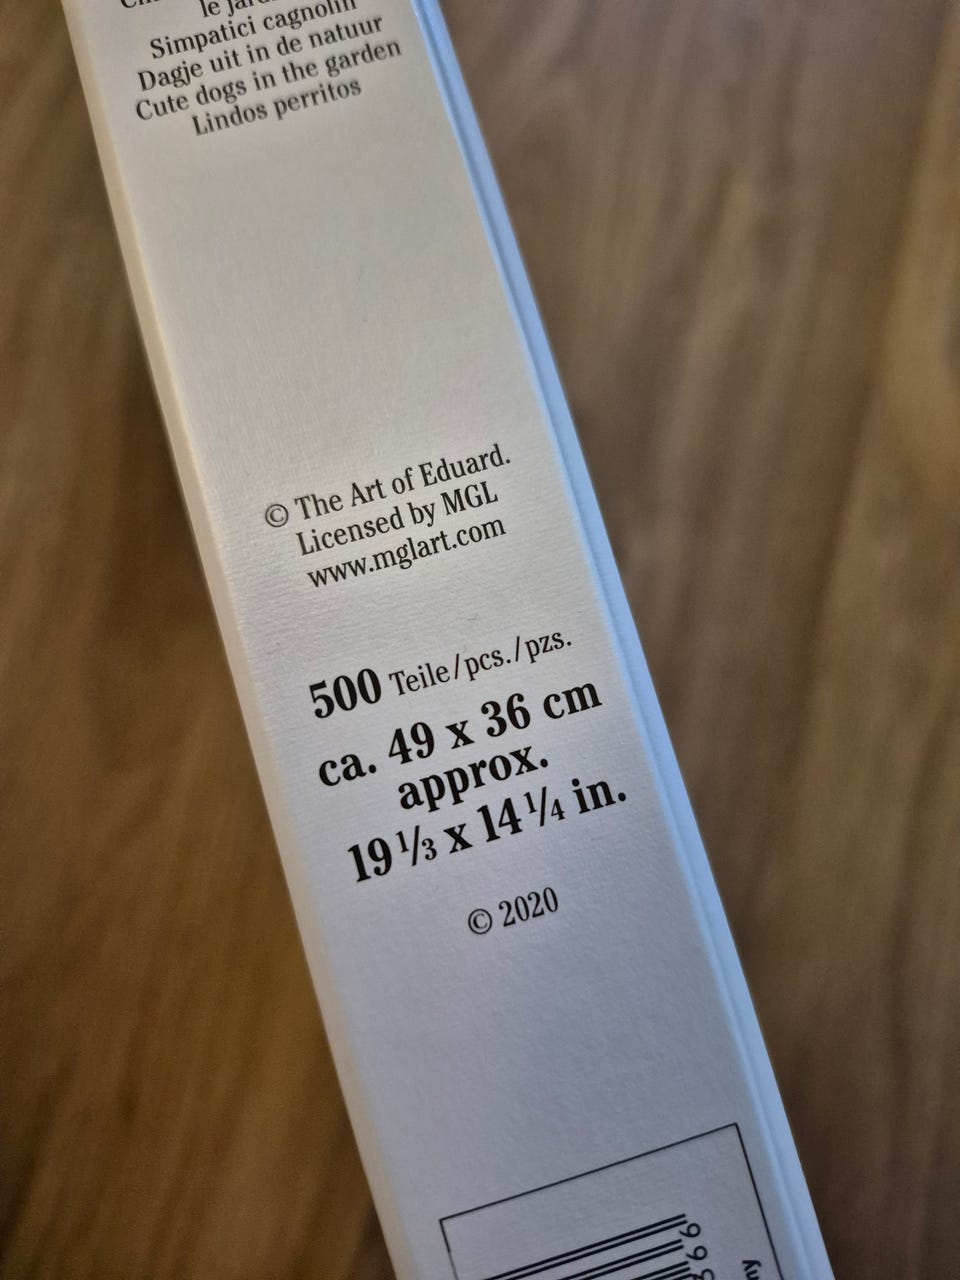 le
Simpatici cagnolin
Dagje uit in de natuur
Cute dogs in the garden
Lindos perritos
© The Art of Eduard.
Licensed by MGL
www.mglart.com
500 Teile/pcs./pzs.
ca. 49 x 36 cm
approx.
19 1/3 x 14 1/4 in.
© 2020